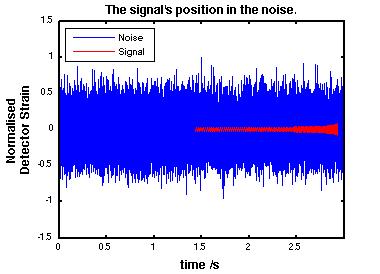 The signal's position in the noise.
Noise
Signal
1.5
1
0.5
0
-0.5
-1
-1.5
Normalised
Detector Strain
0 0.5 1 1.5 2 2.5
time /s